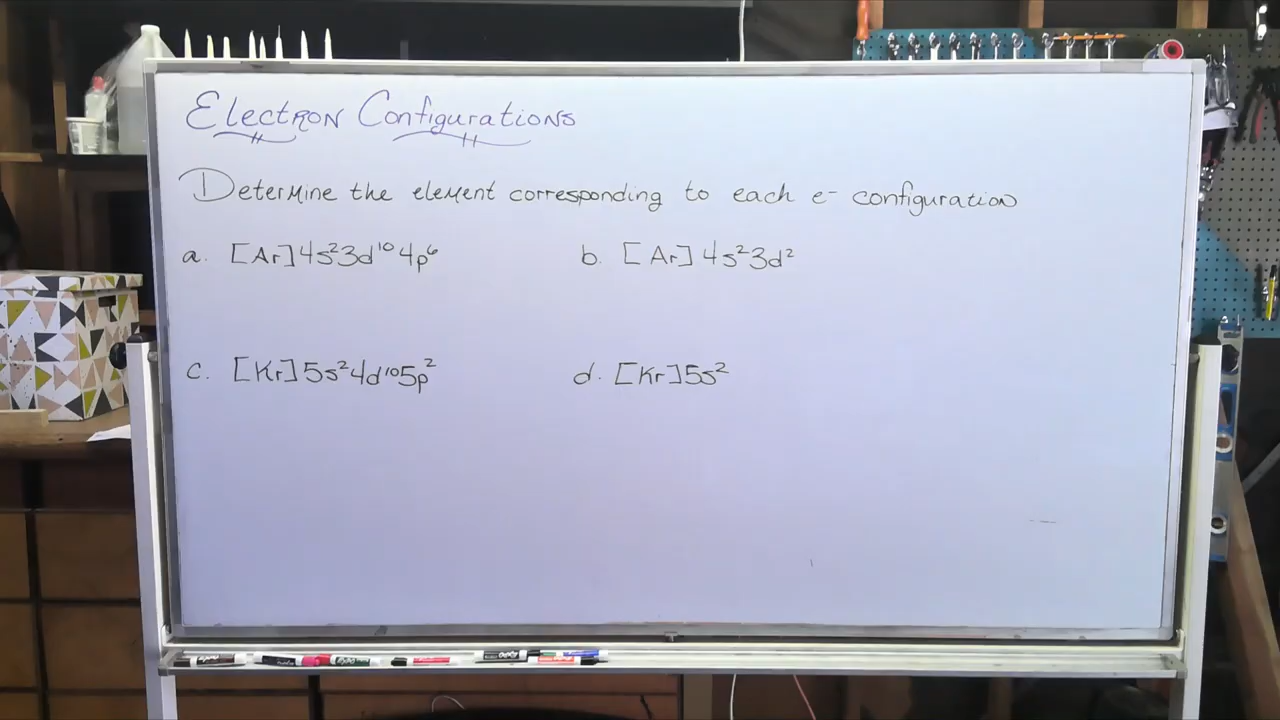 Electron Configurations
Determine the element corresponding to each e⁻ configuration
a. [Ar]4s²3d¹⁰4p⁶
b. [Ar] 4s²3d²
c. [Kr]5s²4d¹⁰5p²
d. [Kr]5s²